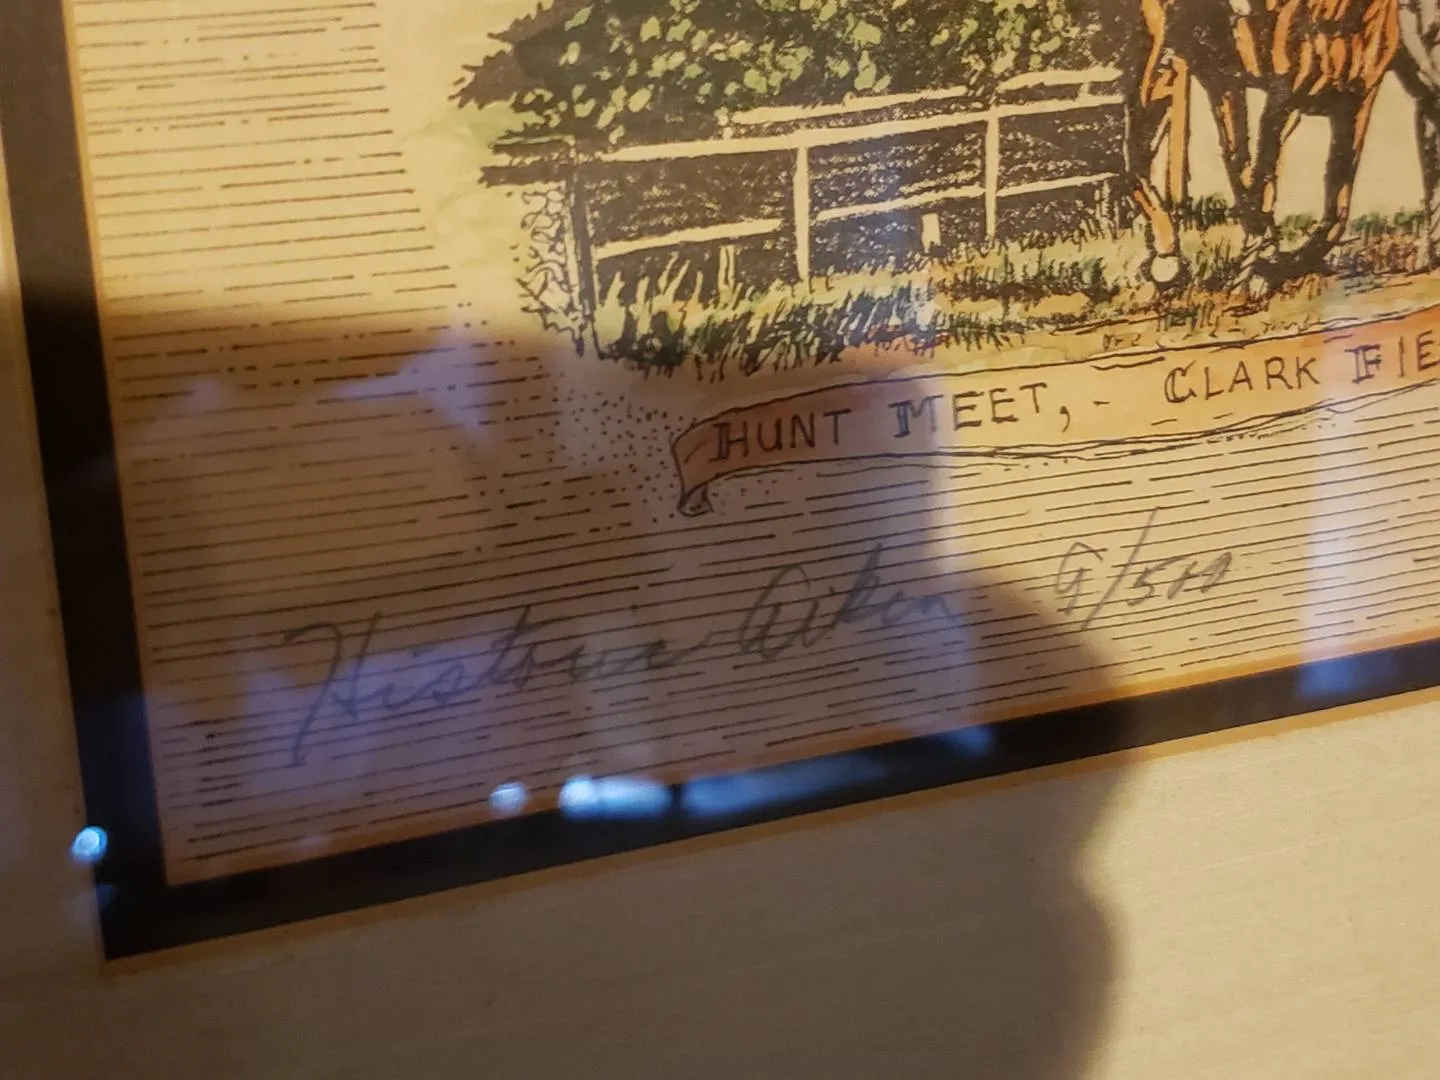 HUNT MEET, - CLARK FIE
Historic Aiken 9/500